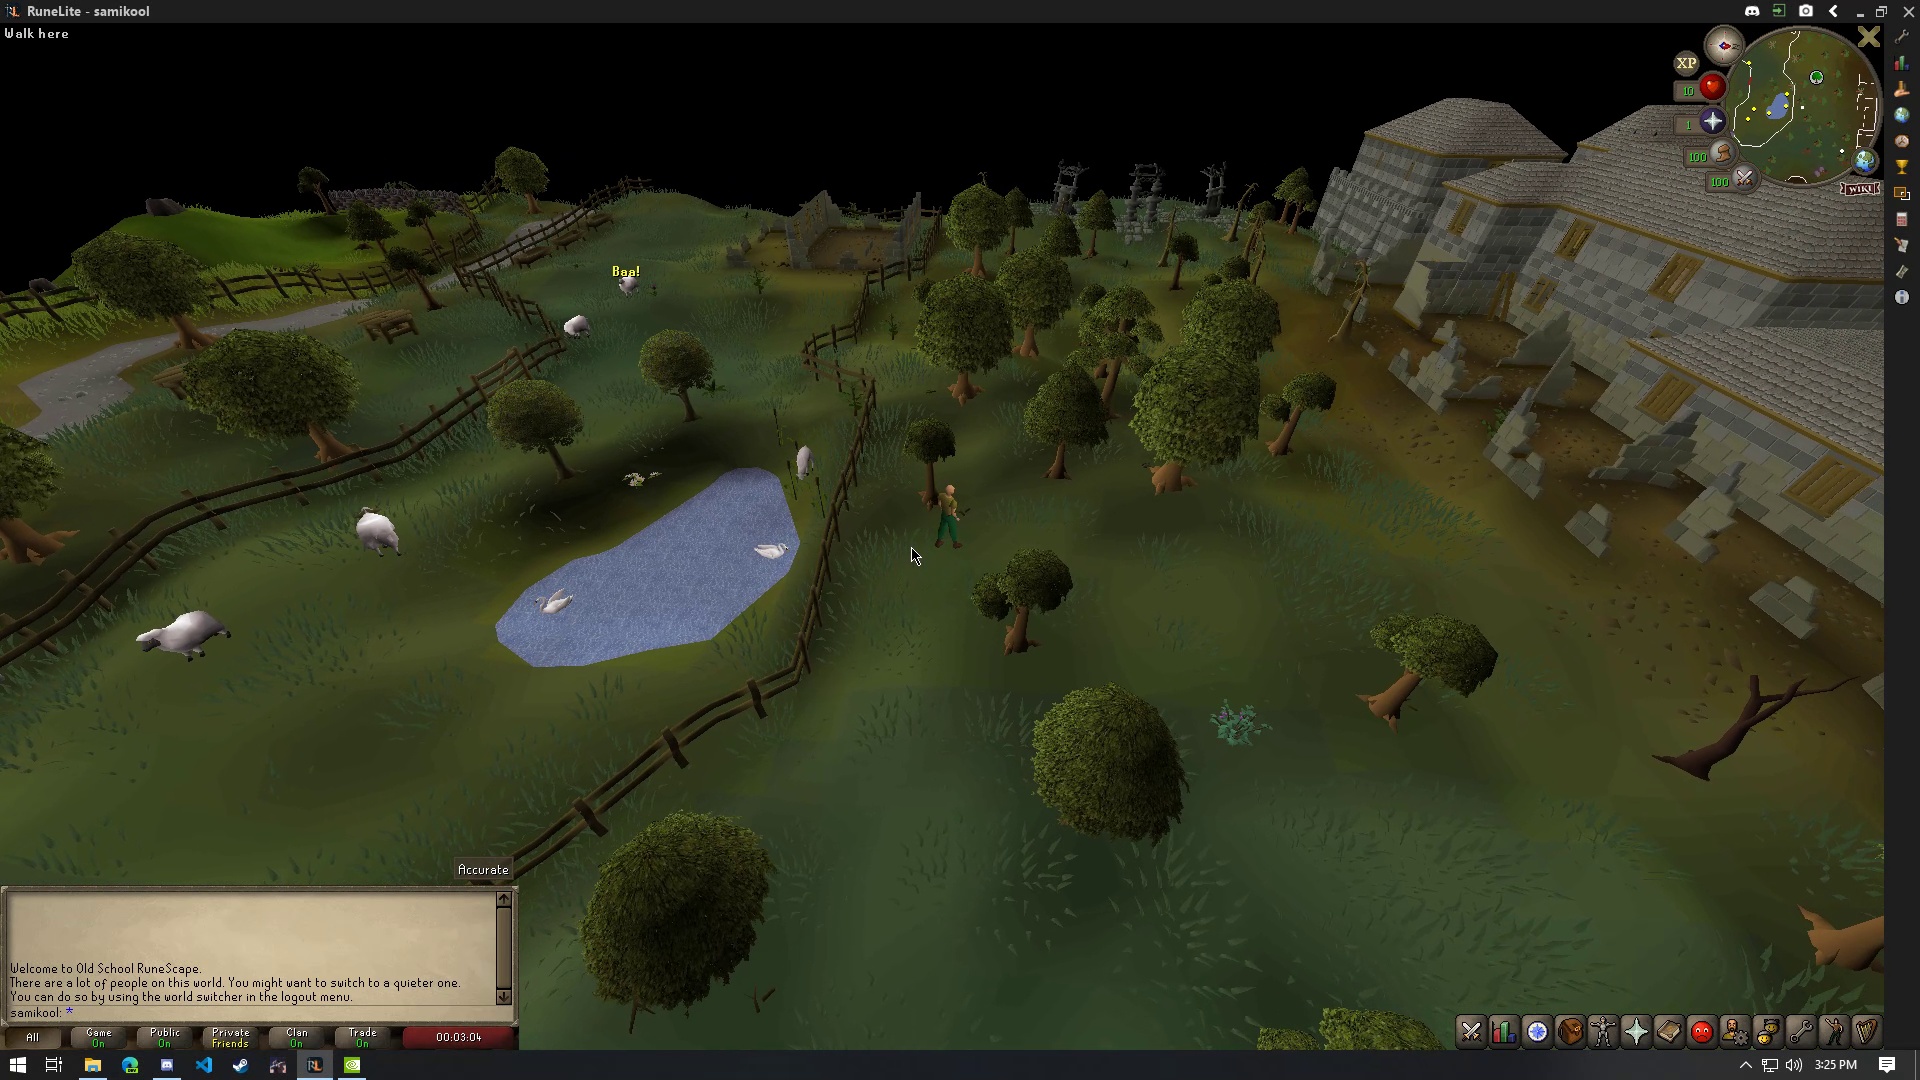 RuneLite - samikool
Walk here
XP
10
1
100
100
WIKI
Baa!
Accurate
Welcome to Old School RuneScape.
There are a lot of people on this world. You might want to switch to a quieter one.
You can do so by using the world switcher in the logout menu.
samikool: *
All
Game
On
Public
On
Private
Friends
Clan
On
Trade
On
00:03:04
3:25 PM